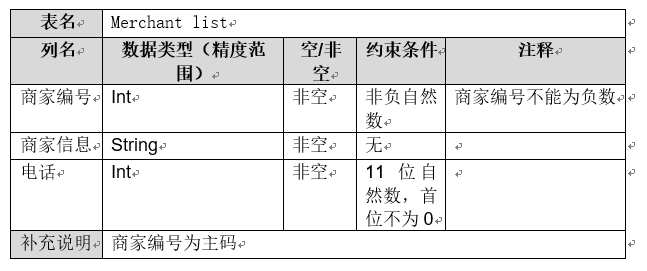 表名 Merchant list
列名 数据类型（精度范围） 空/非空 约束条件 注释
商家编号 Int 非空 非负自然数 商家编号不能为负数
商家信息 String 非空 无
电话 Int 非空 11 位自然数，首位不为 0
补充说明 商家编号为主码